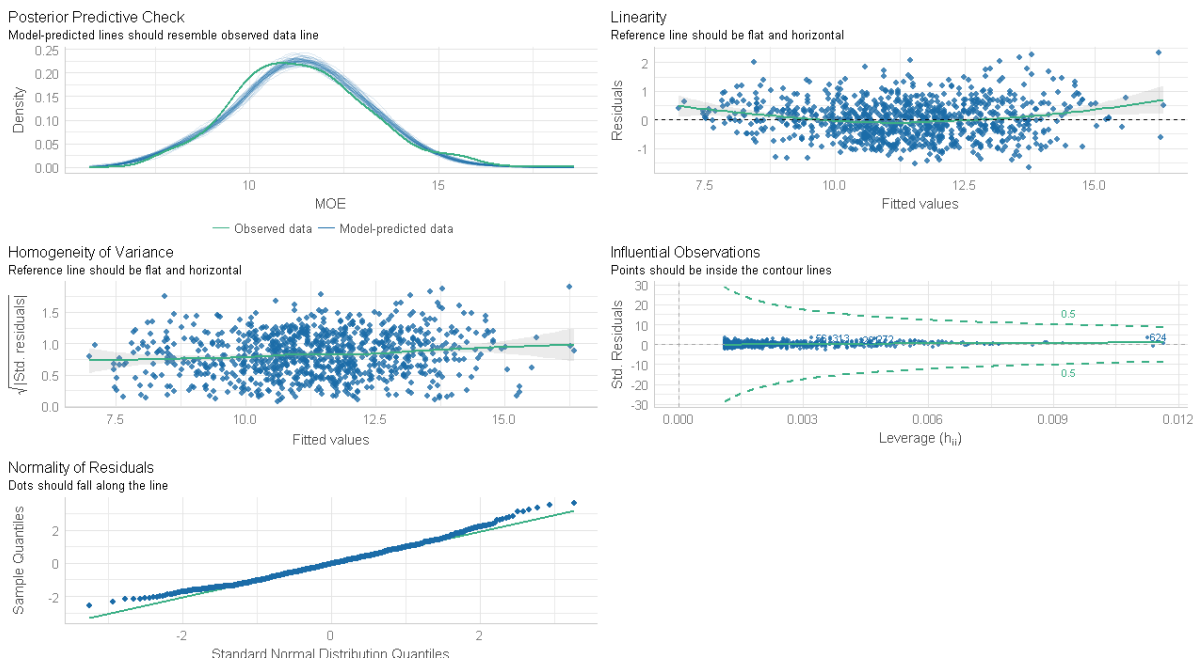 Posterior Predictive Check
Model-predicted lines should resemble observed data line
0.25
0.20
0.15
0.10
0.05
0.00
Density
10
15
MOE
Observed data
Model-predicted data
Linearity
Reference line should be flat and horizontal
2
1
0
-1
Residuals
7.5
10.0
12.5
15.0
Fitted values
Homogeneity of Variance
Reference line should be flat and horizontal
1.5
1.0
0.5
0.0
√|Std. residuals|
7.5
10.0
12.5
15.0
Fitted values
Influential Observations
Points should be inside the contour lines
30
20
10
0
-10
-20
-30
Std. Residuals
0.5
0.5
624
0.000
0.003
0.006
0.009
0.012
Leverage (hii)
Normality of Residuals
Dots should fall along the line
2
0
-2
Sample Quantiles
-2
0
2
Standard Normal Distribution Quantiles